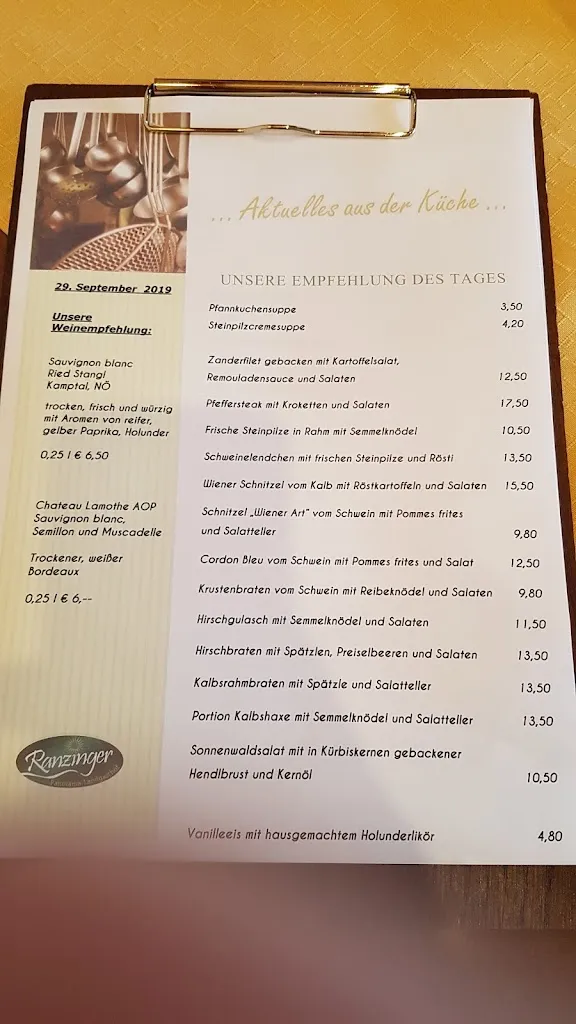 ... Aktuelles aus der Küche ...
29. September 2019
Unsere
Weinempfehlung:
Sauvignon blanc
Ried Stangl
Kamptal, NÖ
trocken, frisch und würzig
mit Aromen von reifer,
gelber Paprika, Holunder
0,25 l € 6,50
Chateau Lamothe AOP
Sauvignon blanc,
Semillon und Muscadelle
Trockener, weißer
Bordeaux
0,25 l € 6,--
Ranzinger
UNSERE EMPFEHLUNG DES TAGES
Pfannkuchensuppe 3,50
Steinpilzcremesuppe 4,20
Zanderfilet gebacken mit Kartoffelsalat,
Remouladensauce und Salaten 12,50
Pfeffersteak mit Kroketten und Salaten 17,50
Frische Steinpilze in Rahm mit Semmelknödel 10,50
Schweinelendchen mit frischen Steinpilze und Rösti 13,50
Wiener Schnitzel vom Kalb mit Röstkartoffeln und Salaten 15,50
Schnitzel „Wiener Art" vom Schwein mit Pommes frites
und Salatteller 9,80
Cordon Bleu vom Schwein mit Pommes frites und Salat 12,50
Krustenbraten vom Schwein mit Reibeknödel und Salaten 9,80
Hirschgulasch mit Semmelknödel und Salaten 11,50
Hirschbraten mit Spätzlen, Preiselbeeren und Salaten 13,50
Kalbsrahmbraten mit Spätzle und Salatteller 13,50
Portion Kalbshaxe mit Semmelknödel und Salatteller 13,50
Sonnenwaldsalat mit in Kürbiskernen gebackener
Hendlbrust und Kernöl 10,50
Vanilleeis mit hausgemachtem Holunderlikör 4,80